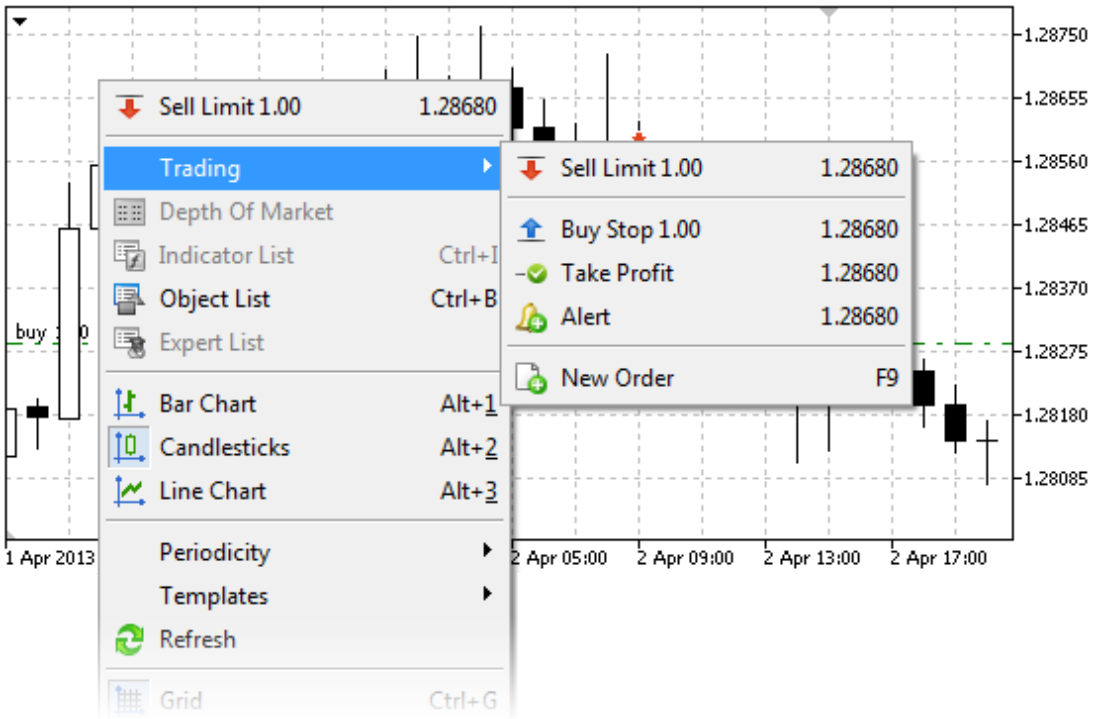 1.28750
1.28655
1.28560
1.28465
1.28370
1.28275
1.28180
1.28085
buy
Sell Limit 1.00 1.28680
Trading
Depth Of Market
Indicator List Ctrl+I
Object List Ctrl+B
Expert List
Bar Chart Alt+1
Candlesticks Alt+2
Line Chart Alt+3
Periodicity
Templates
Refresh
Grid Ctrl+G
Sell Limit 1.00 1.28680
Buy Stop 1.00 1.28680
Take Profit 1.28680
Alert 1.28680
New Order F9
1 Apr 2013 2 Apr 05:00 2 Apr 09:00 2 Apr 13:00 2 Apr 17:00